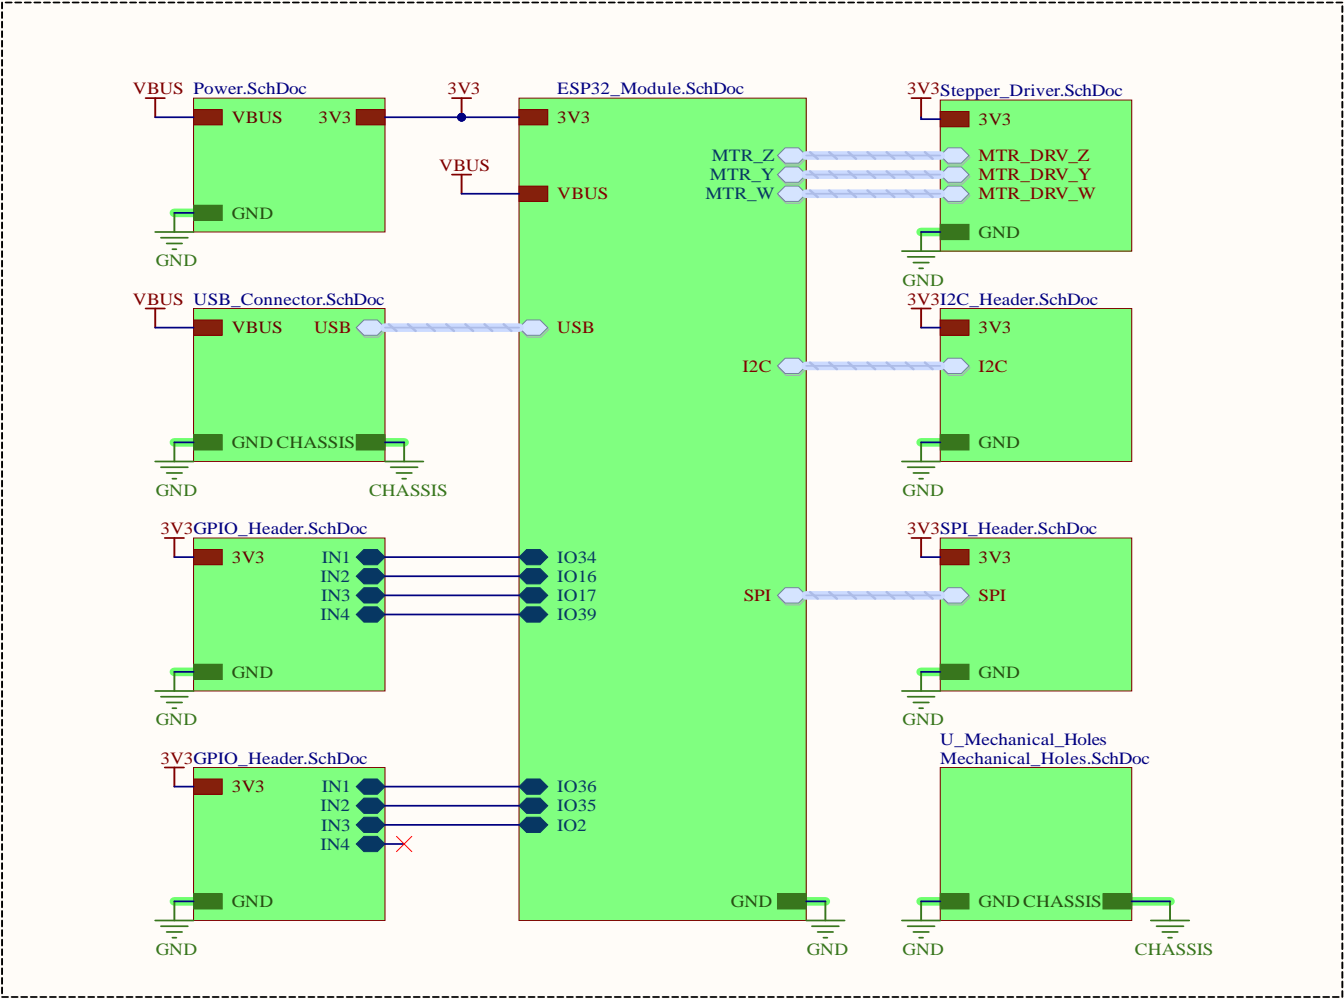 VBUS
Power.SchDoc
VBUS
3V3
GND
GND
3V3
VBUS
ESP32_Module.SchDoc
3V3
VBUS
MTR_Z
MTR_Y
MTR_W
3V3
Stepper_Driver.SchDoc
3V3
MTR_DRV_Z
MTR_DRV_Y
MTR_DRV_W
GND
GND
VBUS
USB_Connector.SchDoc
VBUS
USB
GND
CHASSIS
GND
CHASSIS
USB
I2C
3V3
I2C_Header.SchDoc
3V3
I2C
GND
GND
3V3
GPIO_Header.SchDoc
3V3
IN1
IN2
IN3
IN4
GND
GND
IO34
IO16
IO17
IO39
SPI
3V3
SPI_Header.SchDoc
3V3
SPI
GND
GND
3V3
GPIO_Header.SchDoc
3V3
IN1
IN2
IN3
IN4
GND
GND
IO36
IO35
IO2
GND
GND
U_Mechanical_Holes
Mechanical_Holes.SchDoc
GND
CHASSIS
GND
CHASSIS